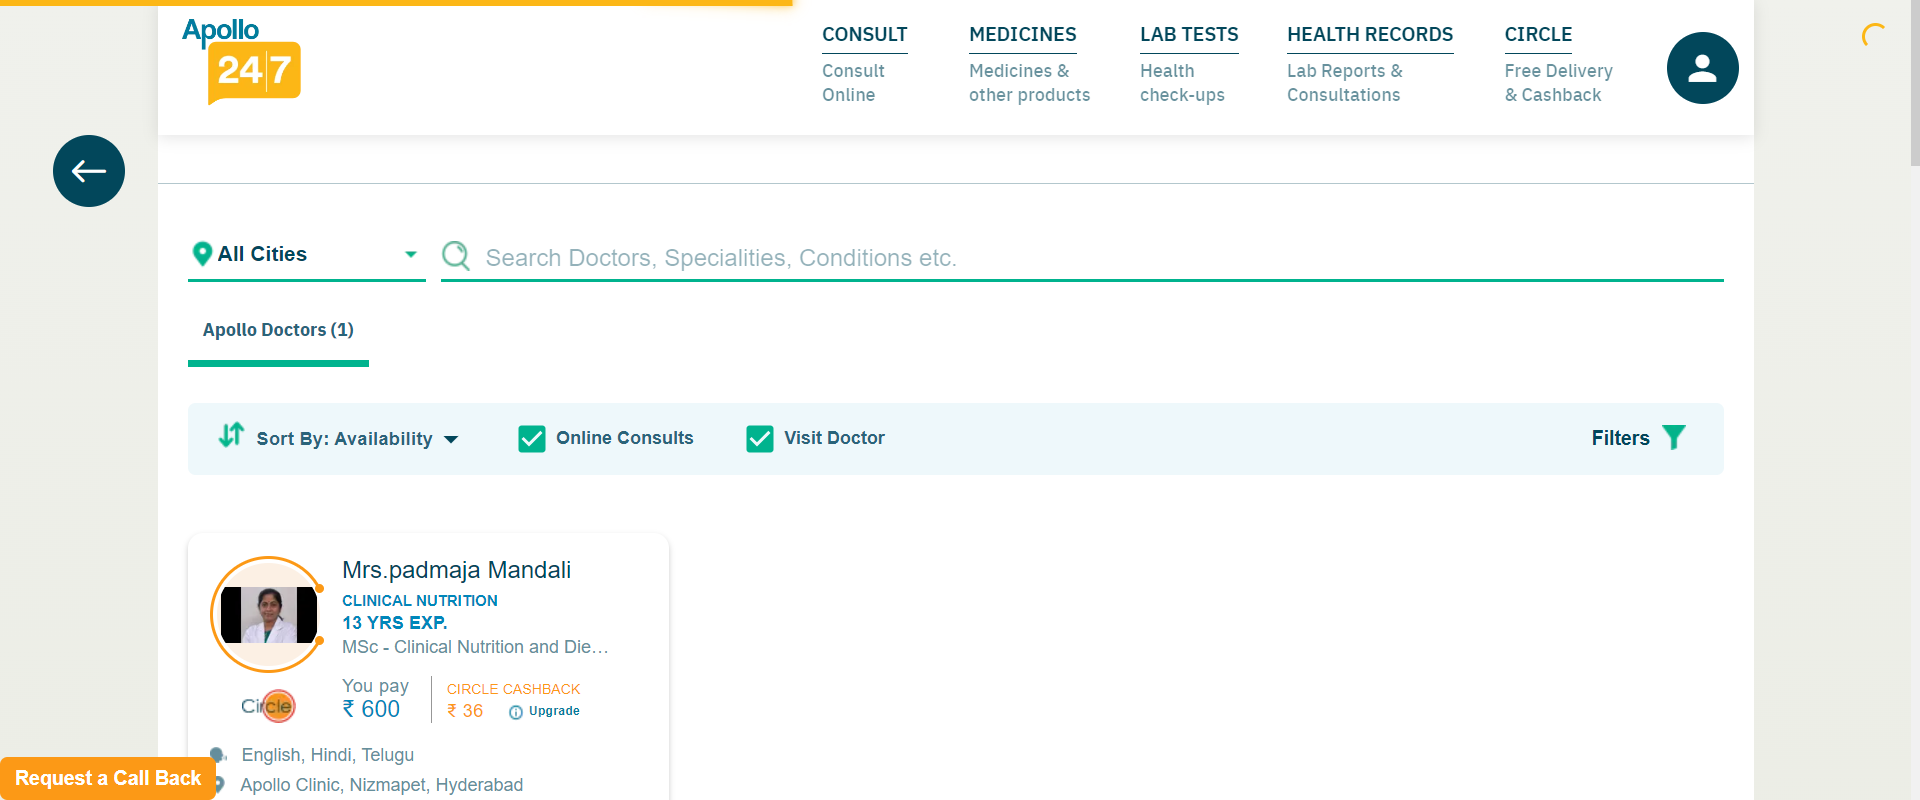 Apollo
24|7
CONSULT
Consult
Online
MEDICINES
Medicines &
other products
LAB TESTS
Health
check-ups
HEALTH RECORDS
Lab Reports &
Consultations
CIRCLE
Free Delivery
& Cashback
All Cities
Search Doctors, Specialities, Conditions etc.
Apollo Doctors (1)
Sort By: Availability
Online Consults
Visit Doctor
Filters
Mrs.padmaja Mandali
CLINICAL NUTRITION
13 YRS EXP.
MSc - Clinical Nutrition and Die…
Circle
You pay
₹ 600
CIRCLE CASHBACK
₹ 36
Upgrade
English, Hindi, Telugu
Apollo Clinic, Nizmapet, Hyderabad
Request a Call Back